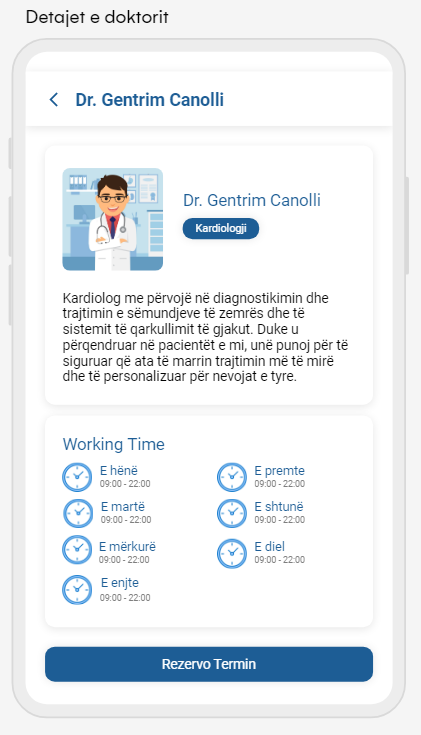 Detajet e doktorit
Dr. Gentrim Canolli
Dr. Gentrim Canolli
Kardiologji
Kardiolog me përvojë në diagnostikimin dhe
trajtimin e sëmundjeve të zemrës dhe të
sistemit të qarkullimit të gjakut. Duke u
përqendruar në pacientët e mi, unë punoj për të
siguruar që ata të marrin trajtimin më të mirë
dhe të personalizuar për nevojat e tyre.
Working Time
E hënë
09:00 - 22:00
E martë
09:00 - 22:00
E mërkurë
09:00 - 22:00
E enjte
09:00 - 22:00
E premte
09:00 - 22:00
E shtunë
09:00 - 22:00
E diel
09:00 - 22:00
Rezervo Termin